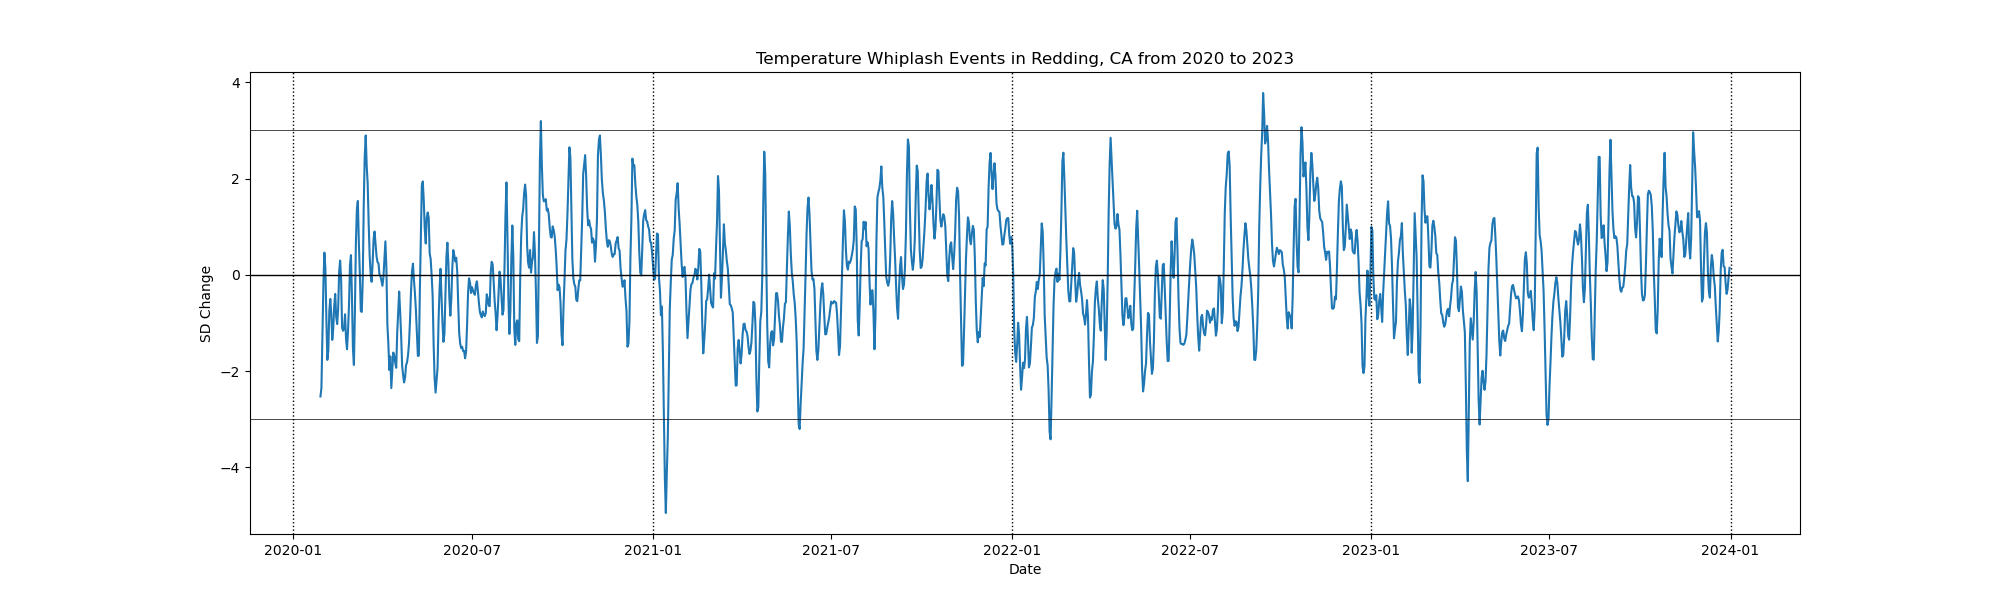 Temperature Whiplash Events in Redding, CA from 2020 to 2023
4
2
0
−2
−4
SD Change
2020-01 2020-07 2021-01 2021-07 2022-01 2022-07 2023-01 2023-07 2024-01
Date